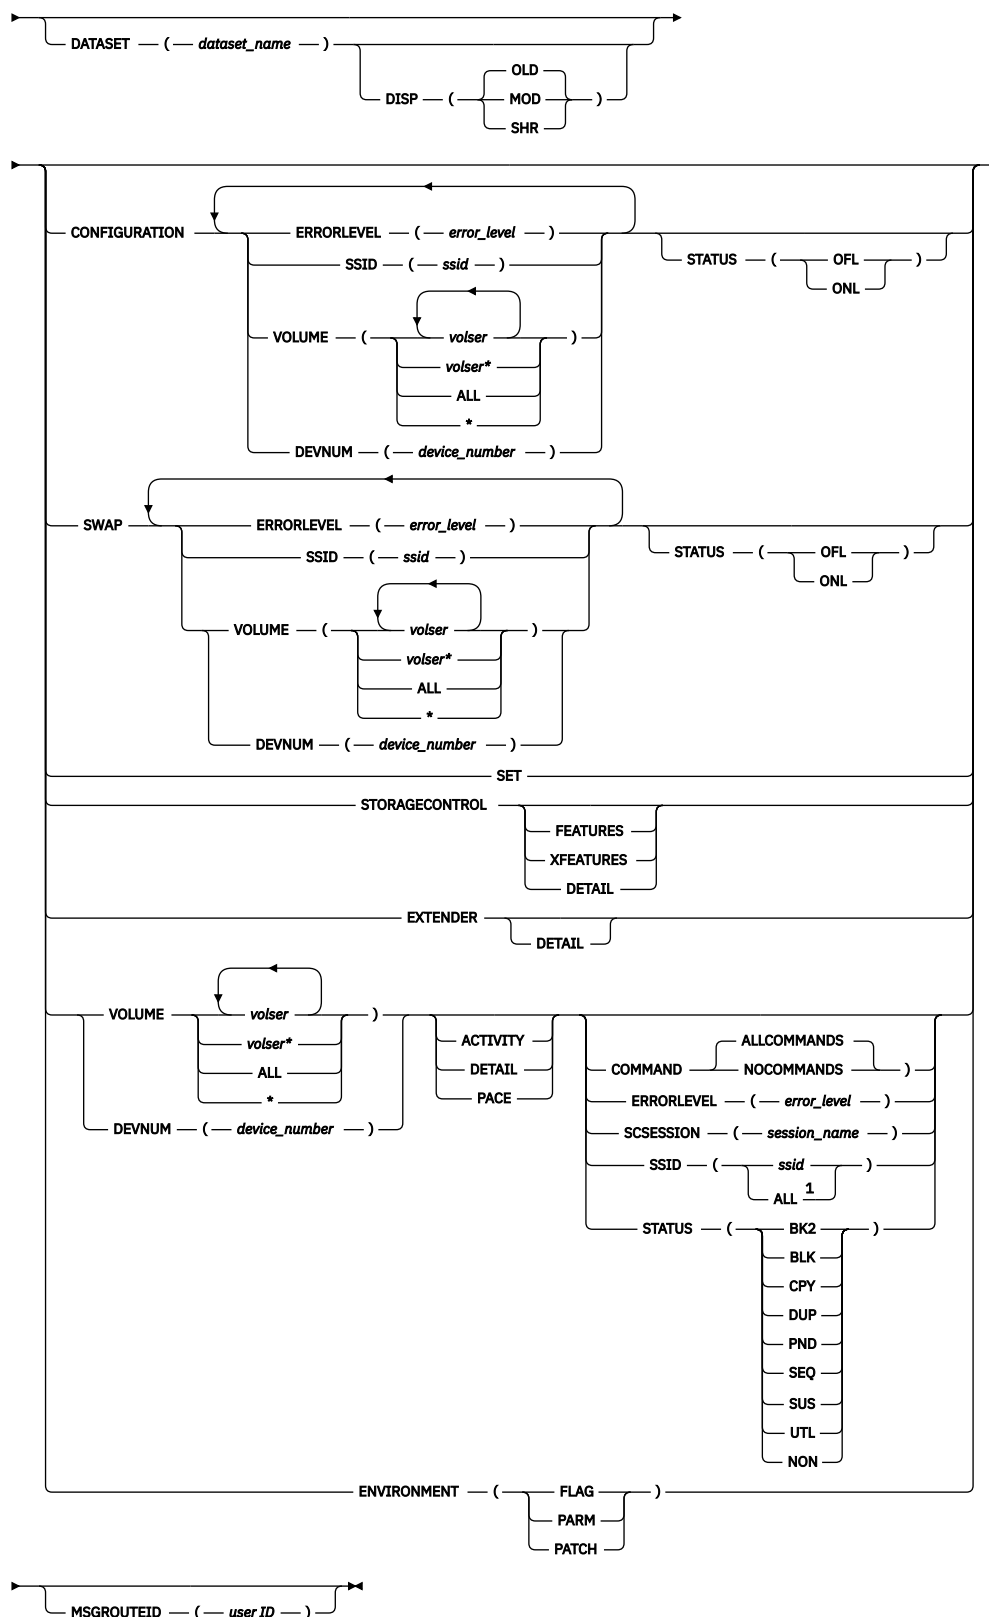 DATASET ( dataset_name )
OLD
DISP ( MOD )
SHR
CONFIGURATION ERRORLEVEL ( error_level )
SSID ( ssid ) STATUS ( OFL )
ONL
VOLUME ( volser )
volser*
ALL
*
DEVNUM ( device_number )
SWAP ERRORLEVEL ( error_level )
SSID ( ssid ) STATUS ( OFL )
ONL
VOLUME ( volser )
volser*
ALL
*
DEVNUM ( device_number )
SET
STORAGECONTROL
FEATURES
XFEATURES
DETAIL
EXTENDER
DETAIL
VOLUME volser )
volser* ACTIVITY ALLCOMMANDS
ALL DETAIL COMMAND NOCOMMANDS )
* PACE ERRORLEVEL ( error_level )
DEVNUM ( device_number ) SCSESSION ( session_name )
SSID ( ssid )
ALL 1
STATUS ( BK2 )
BLK
CPY
DUP
PND
SEQ
SUS
UTL
NON
ENVIRONMENT ( FLAG )
PARM
PATCH
MSGROUTEID ( user ID )